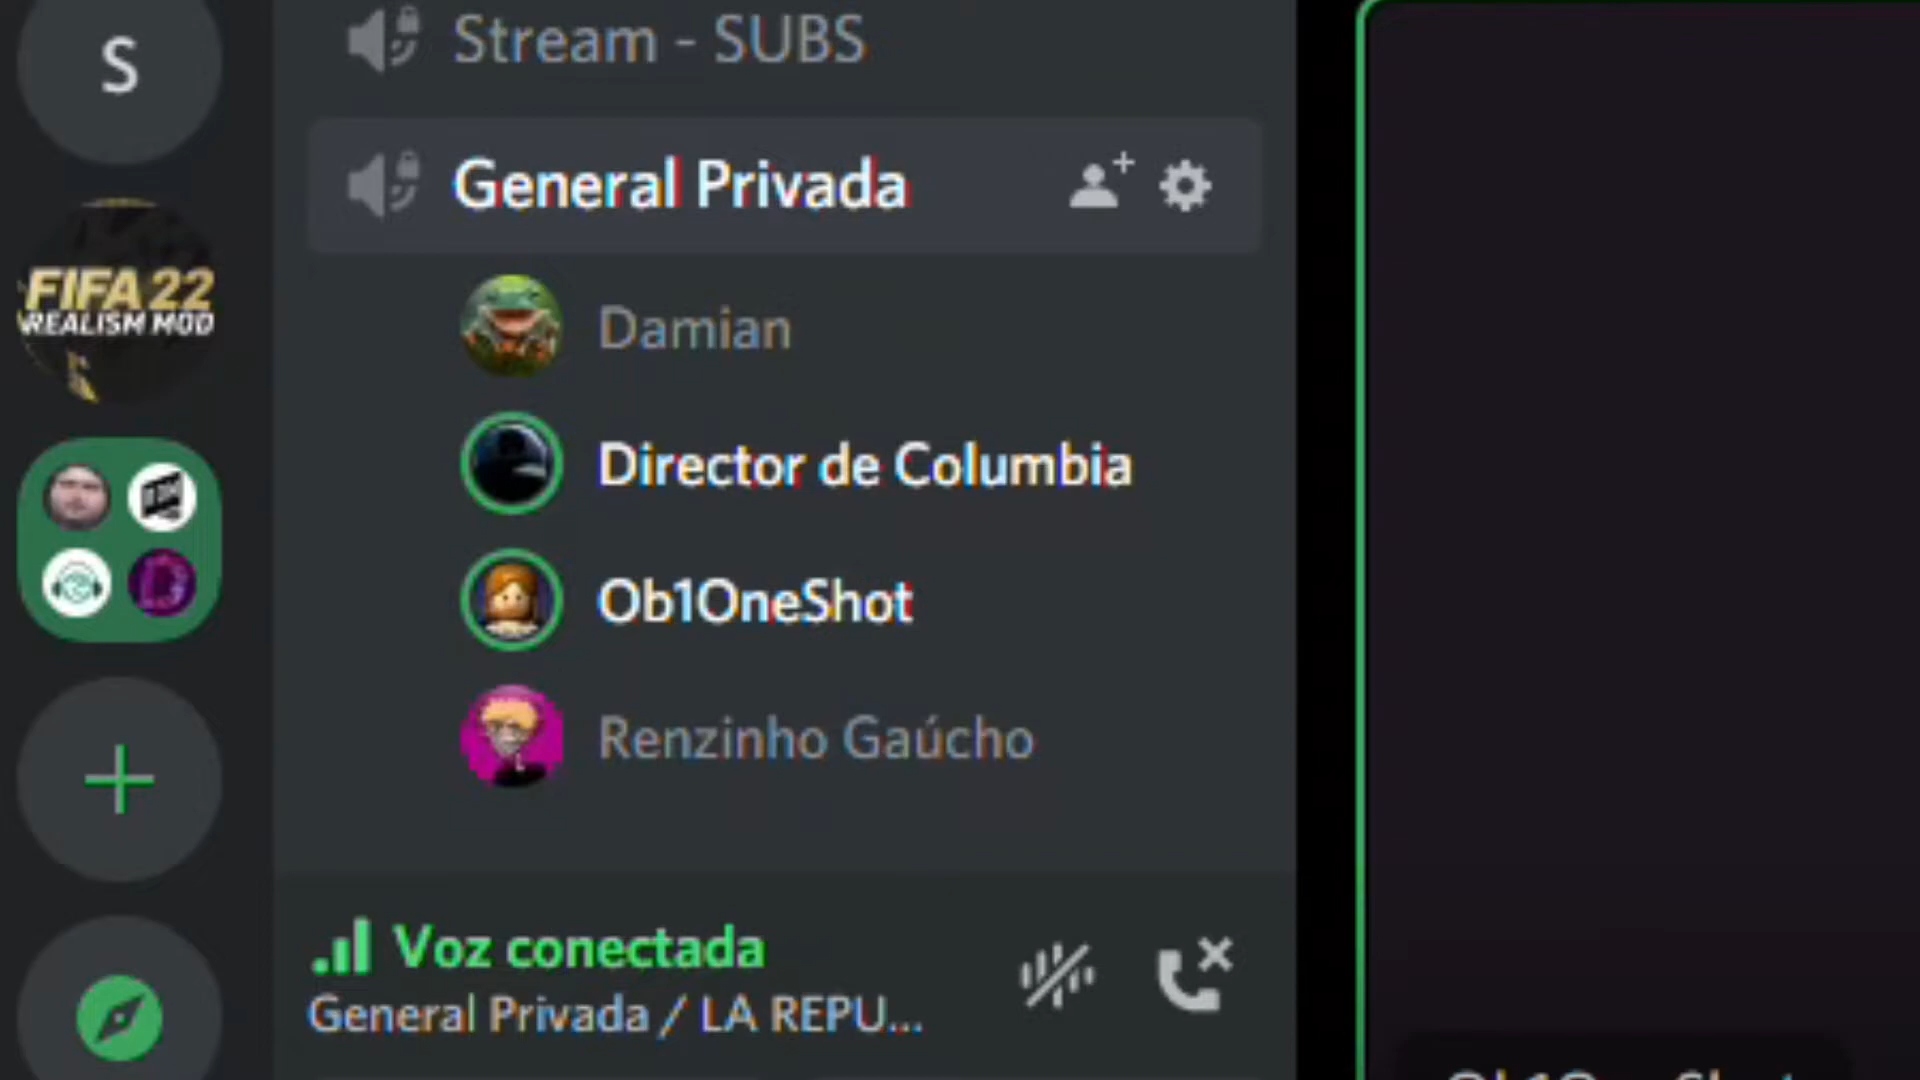 Stream - SUBS
S
General Privada
FIFA 22
REALISM MOD
Damian
Director de Columbia
Ob1OneShot
Renzinho Gaúcho
Voz conectada
General Privada / LA REPU...
Ob1OneShot